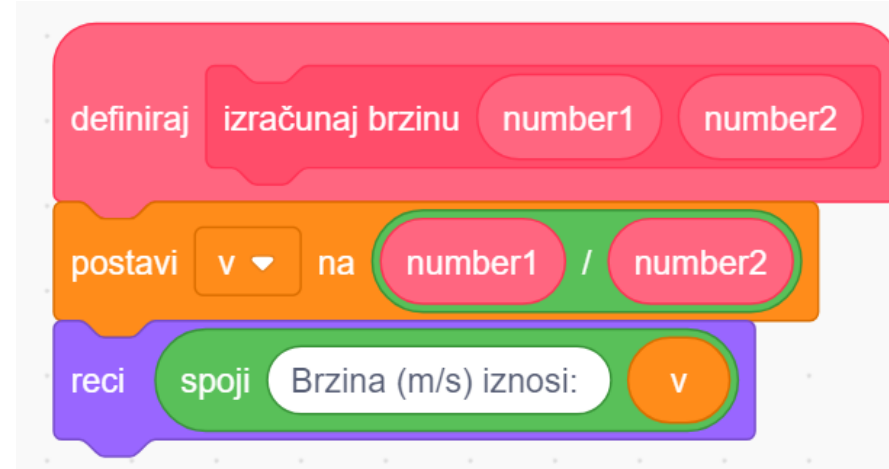 definiraj izračunaj brzinu number1 number2
postavi v na number1 / number2
reci spoji Brzina (m/s) iznosi: v